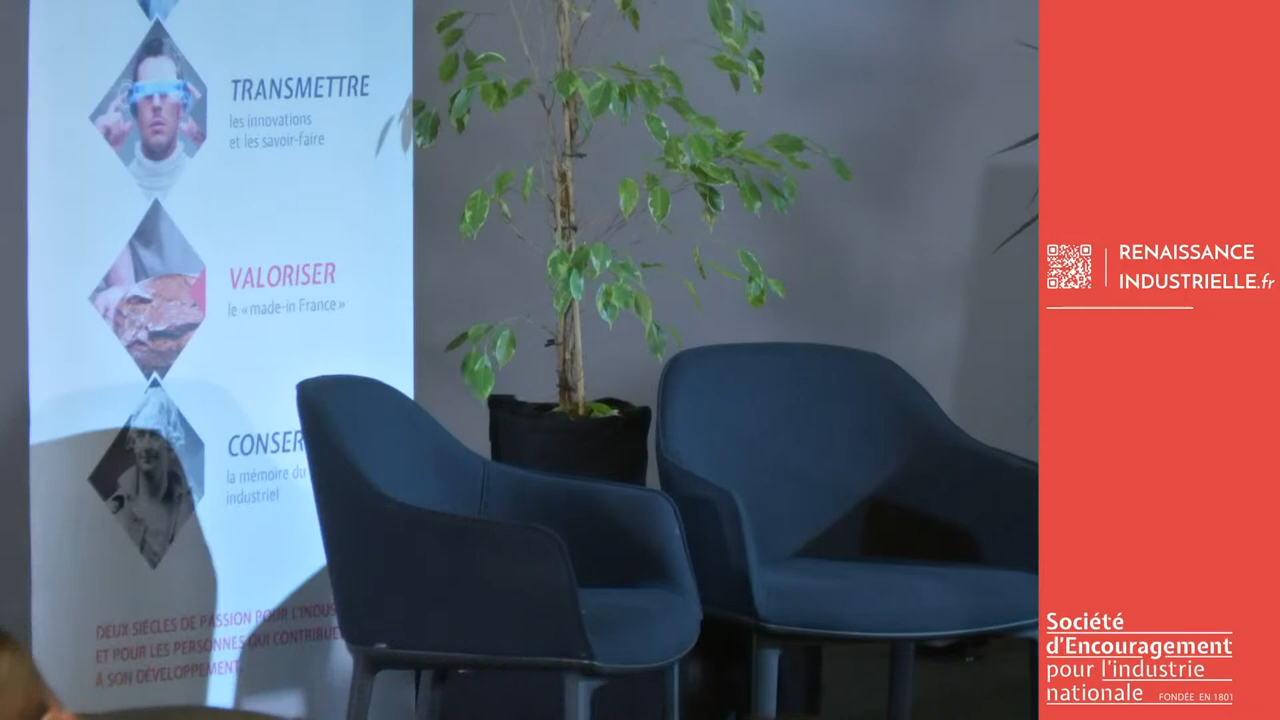 TRANSMETTRE
les innovations
et les savoir-faire
VALORISER
le «made-in France»
CONSER
la mémoire du
industriel
DEUX SIÈCLES DE PASSION POUR L'INDUS
ET POUR LES PERSONNES QUI CONTRIBUE
À SON DÉVELOPPEMENT.
RENAISSANCE
INDUSTRIELLE.fr
Société
d'Encouragement
pour l'industrie
nationale FONDÉE EN 1801